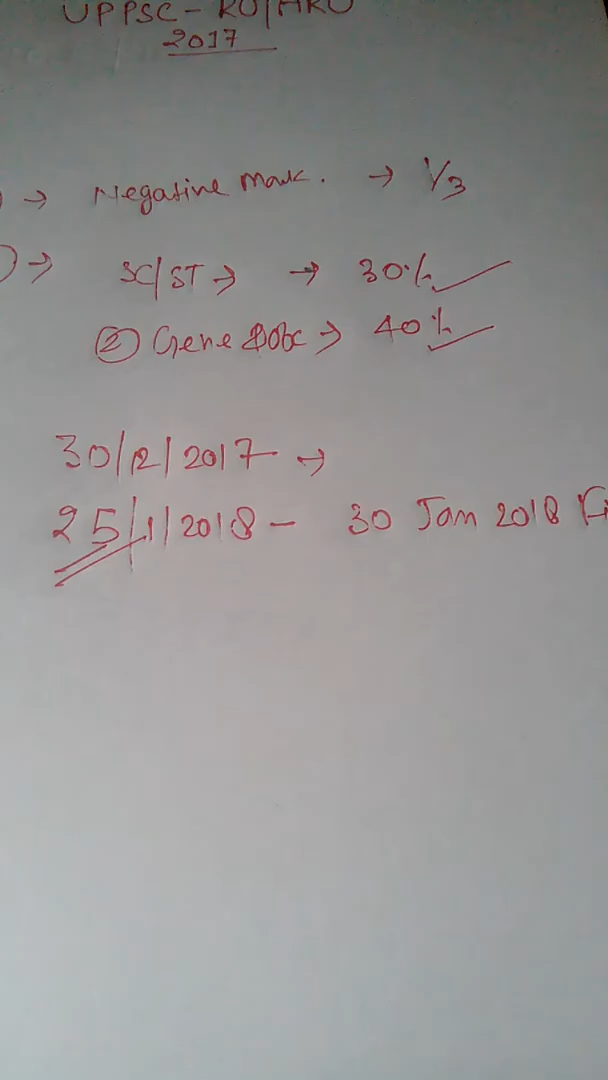 UPPSC - RO/ARO
2017
→ Negative Mark. → 1/3
→ SC/ST → → 30%
② Gene &Obc → 40%
30/12/2017 →
25/1/2018 - 30 Jan 2018